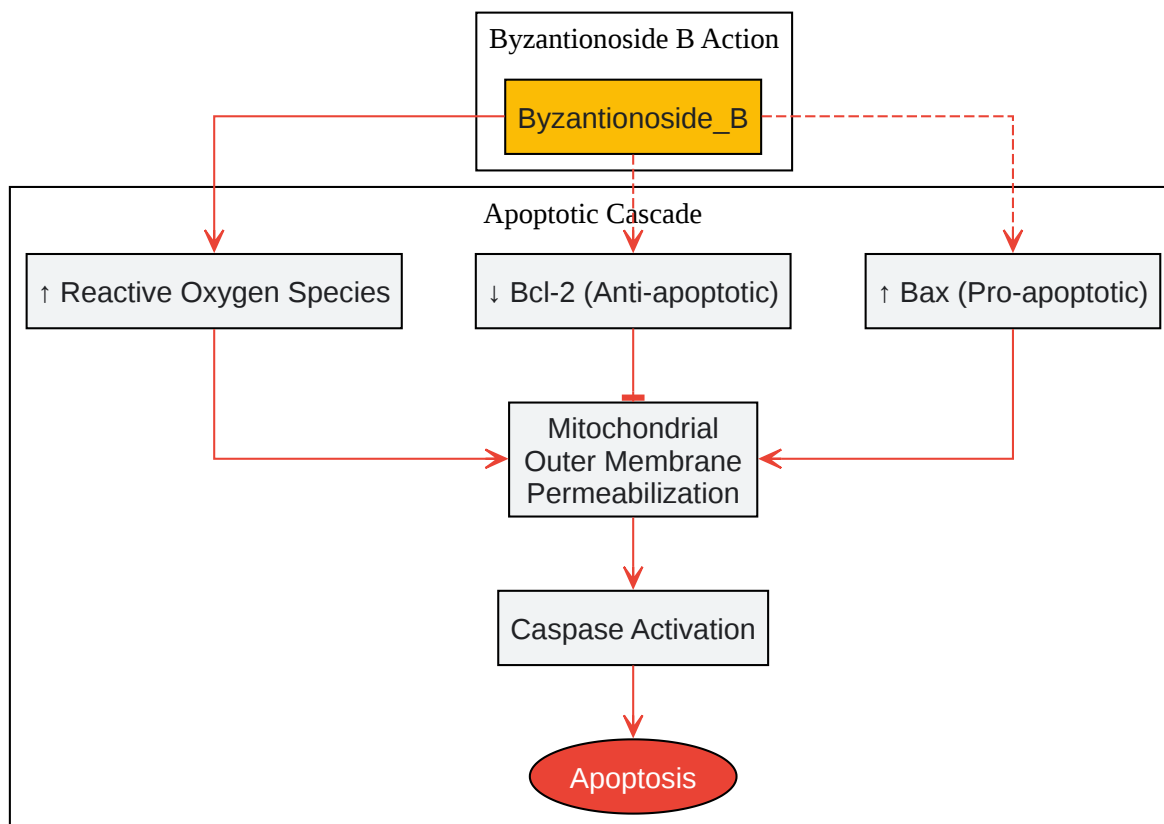 Byzantionoside B Action
Byzantionoside_B
Apoptotic Cascade
↑ Reactive Oxygen Species
↓ Bcl-2 (Anti-apoptotic)
↑ Bax (Pro-apoptotic)
Mitochondrial
Outer Membrane
Permeabilization
Caspase Activation
Apoptosis